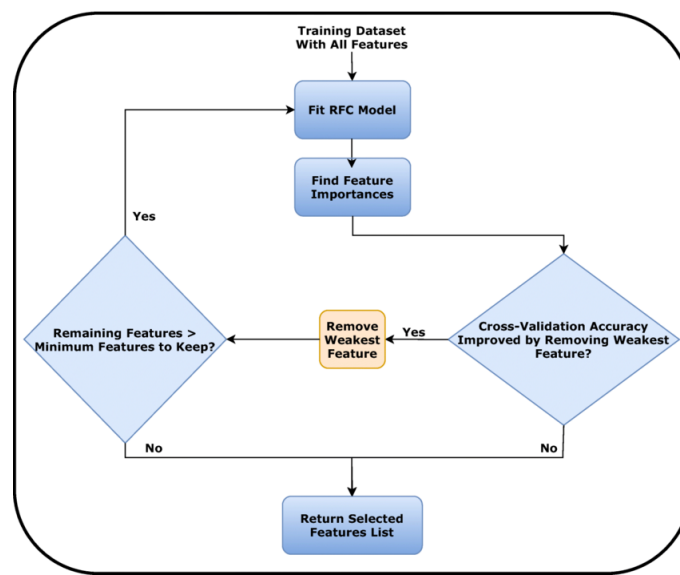 Training Dataset
With All Features
Fit RFC Model
Find Feature
Importances
Yes
Remaining Features >
Minimum Features to Keep?
Remove
Weakest
Feature
Yes
Cross-Validation Accuracy
Improved by Removing Weakest
Feature?
No
No
Return Selected
Features List